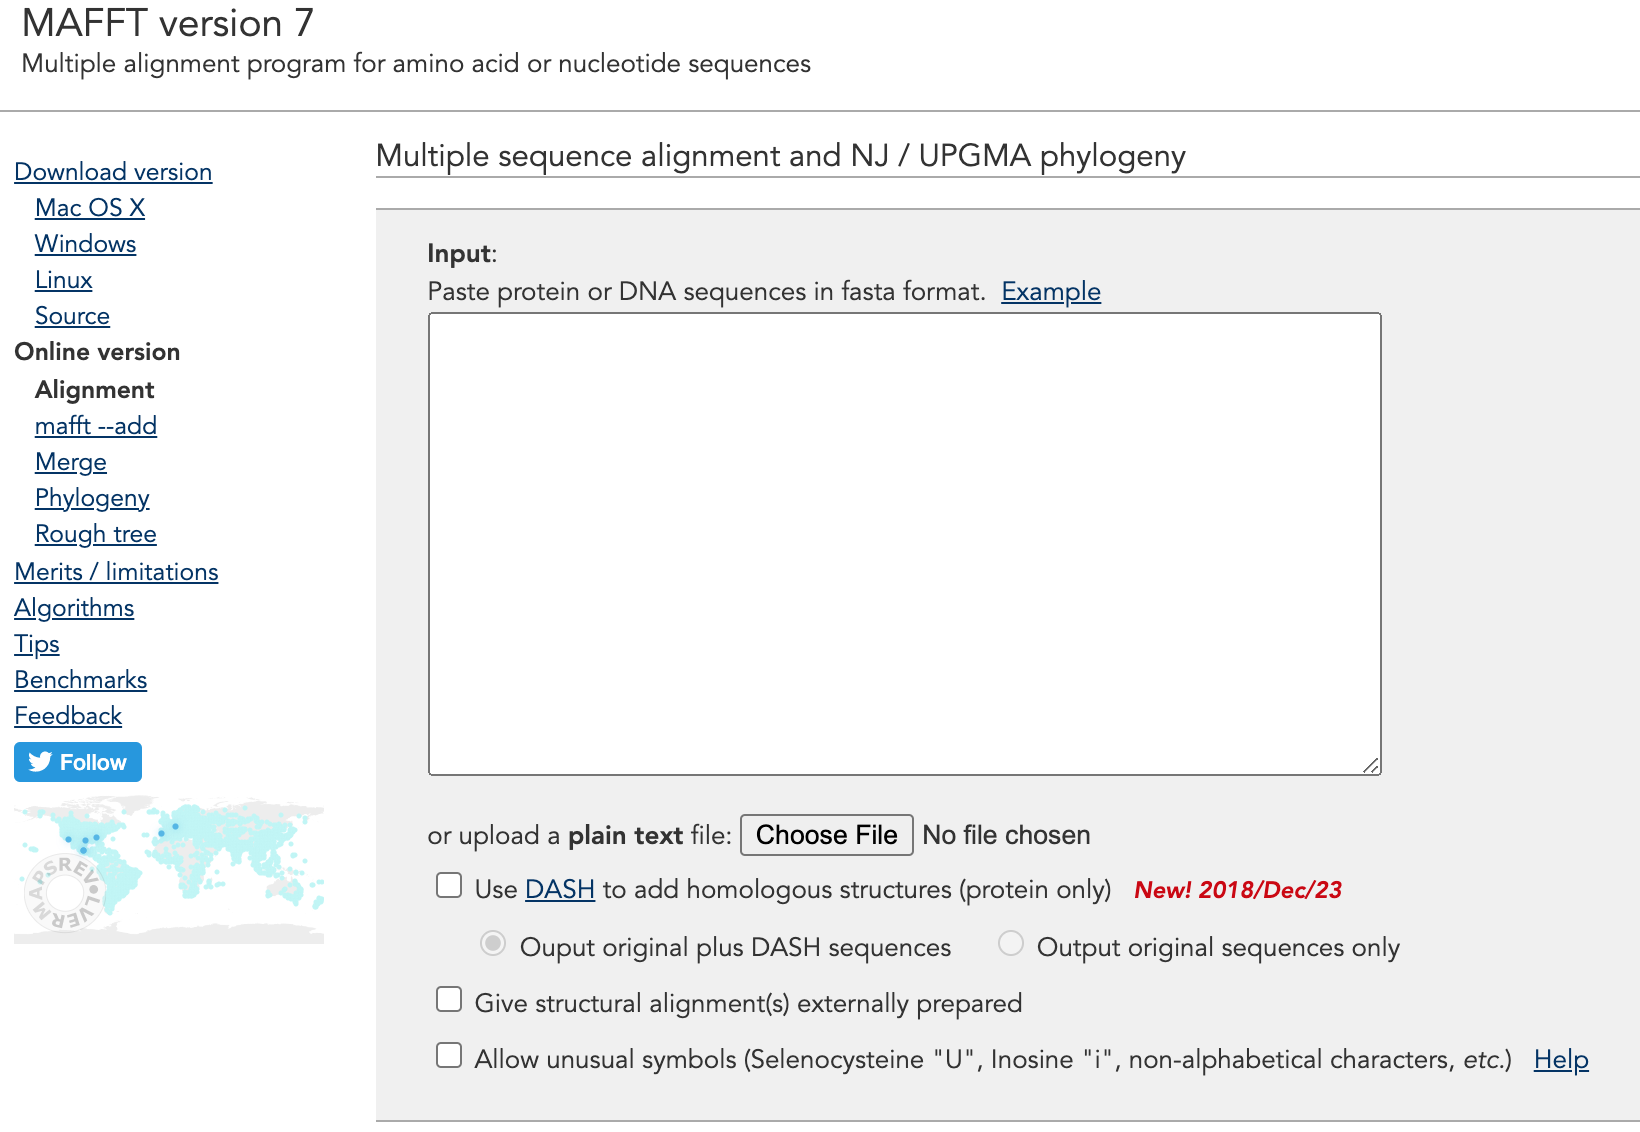 MAFFT version 7
Multiple alignment program for amino acid or nucleotide sequences
Download version
Mac OS X
Windows
Linux
Source
Online version
Alignment
mafft --add
Merge
Phylogeny
Rough tree
Merits / limitations
Algorithms
Tips
Benchmarks
Feedback
Follow
MAPSREVOLVER
Multiple sequence alignment and NJ / UPGMA phylogeny
Input:
Paste protein or DNA sequences in fasta format. Example
or upload a plain text file: Choose File No file chosen
Use DASH to add homologous structures (protein only) New! 2018/Dec/23
Ouput original plus DASH sequences Output original sequences only
Give structural alignment(s) externally prepared
Allow unusual symbols (Selenocysteine "U", Inosine "i", non-alphabetical characters, etc.) Help